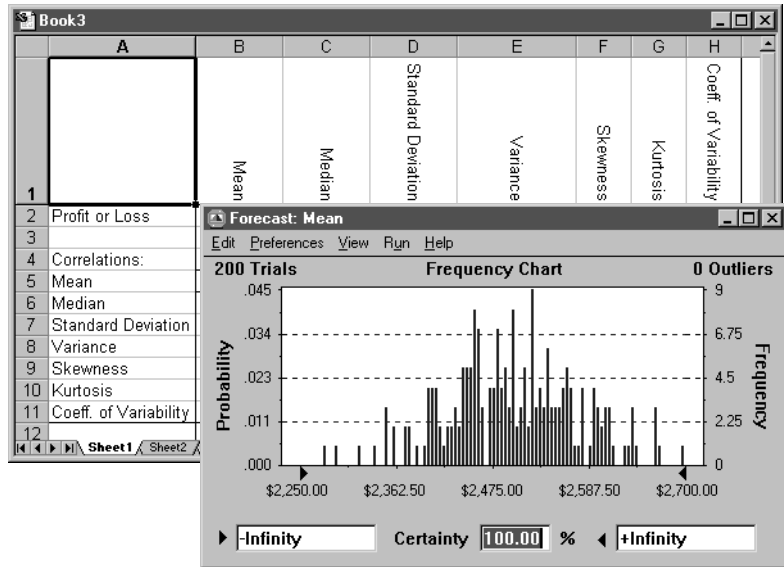 Book3
A B C D E F G H
1 Mean Median Standard Deviation Variance Skewness Kurtosis Coeff. of Variability
2 Profit or Loss
3
4 Correlations:
5 Mean
6 Median
7 Standard Deviation
8 Variance
9 Skewness
10 Kurtosis
11 Coeff. of Variability
12
Sheet1 Sheet2
Forecast: Mean
Edit Preferences View Run Help
200 Trials Frequency Chart 0 Outliers
Probability
.045
.034
.023
.011
.000
9
6.75
4.5
2.25
0
Frequency
$2,250.00 $2,362.50 $2,475.00 $2,587.50 $2,700.00
-Infinity Certainty 100.00 % +Infinity